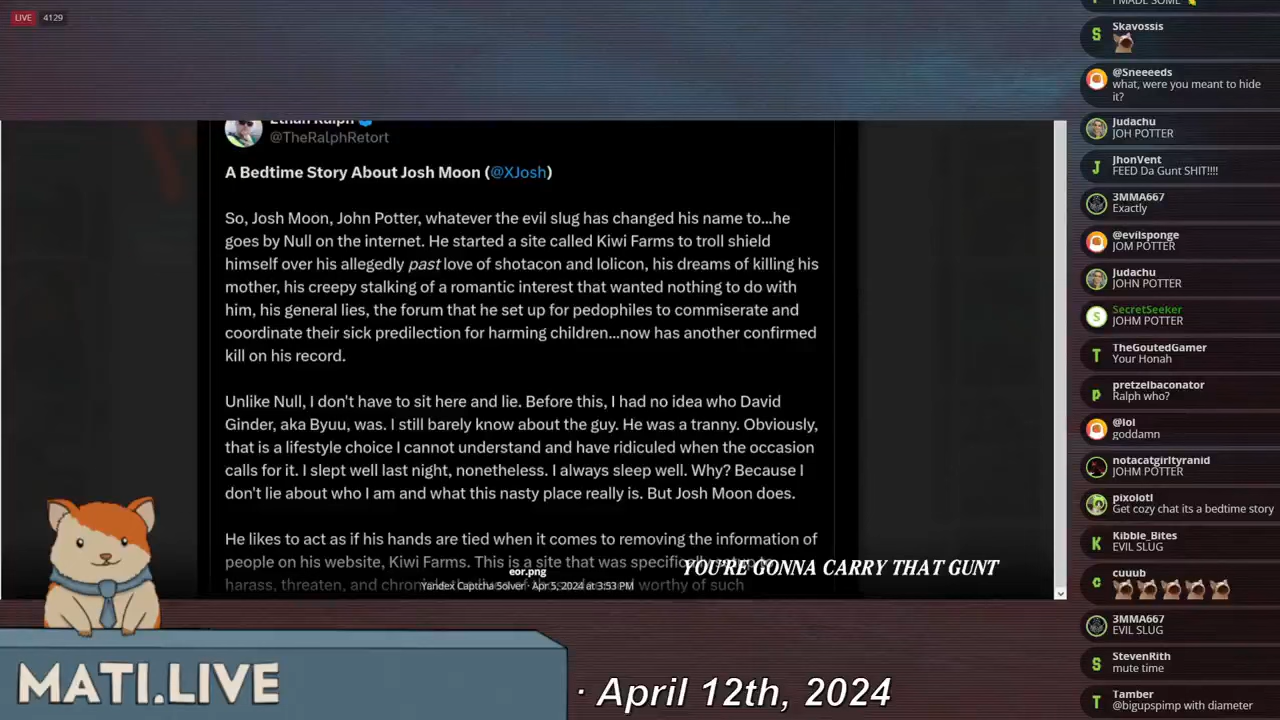 LIVE 4129
Ethan Ralph
@TheRalphRetort
A Bedtime Story About Josh Moon (@XJosh)
So, Josh Moon, John Potter, whatever the evil slug has changed his name to...he
goes by Null on the internet. He started a site called Kiwi Farms to troll shield
himself over his allegedly past love of shotacon and lolicon, his dreams of killing his
mother, his creepy stalking of a romantic interest that wanted nothing to do with
him, his general lies, the forum that he set up for pedophiles to commiserate and
coordinate their sick predilection for harming children...now has another confirmed
kill on his record.
Unlike Null, I don't have to sit here and lie. Before this, I had no idea who David
Ginder, aka Byuu, was. I still barely know about the guy. He was a tranny. Obviously,
that is a lifestyle choice I cannot understand and have ridiculed when the occasion
calls for it. I slept well last night, nonetheless. I always sleep well. Why? Because I
don't lie about who I am and what this nasty place really is. But Josh Moon does.
He likes to act as if his hands are tied when it comes to removing the information of
people on his website, Kiwi Farms. This is a site that was specifically
harass, threaten, and worthy of such
YOU'RE GONNA CARRY THAT GUNT
eor.png
Yandex Captcha Solver · Apr 5, 2024 at 3:53 PM
MATI.LIVE
· April 12th, 2024
I MADE SOME
Skavossis
@Sneeeeds
what, were you meant to hide
it?
Judachu
JOH POTTER
JhonVent
FEED Da Gunt SHIT!!!!
3MMA667
Exactly
@evilsponge
JOM POTTER
Judachu
JOHN POTTER
SecretSeeker
JOHM POTTER
TheGoutedGamer
Your Honah
pretzelbaconator
Ralph who?
@lol
goddamn
notacatgirltyranid
JOHM POTTER
pixolotl
Get cozy chat its a bedtime story
Kibble_Bites
EVIL SLUG
cuuub
3MMA667
EVIL SLUG
StevenRith
mute time
Tamber
@bigupspimp with diameter